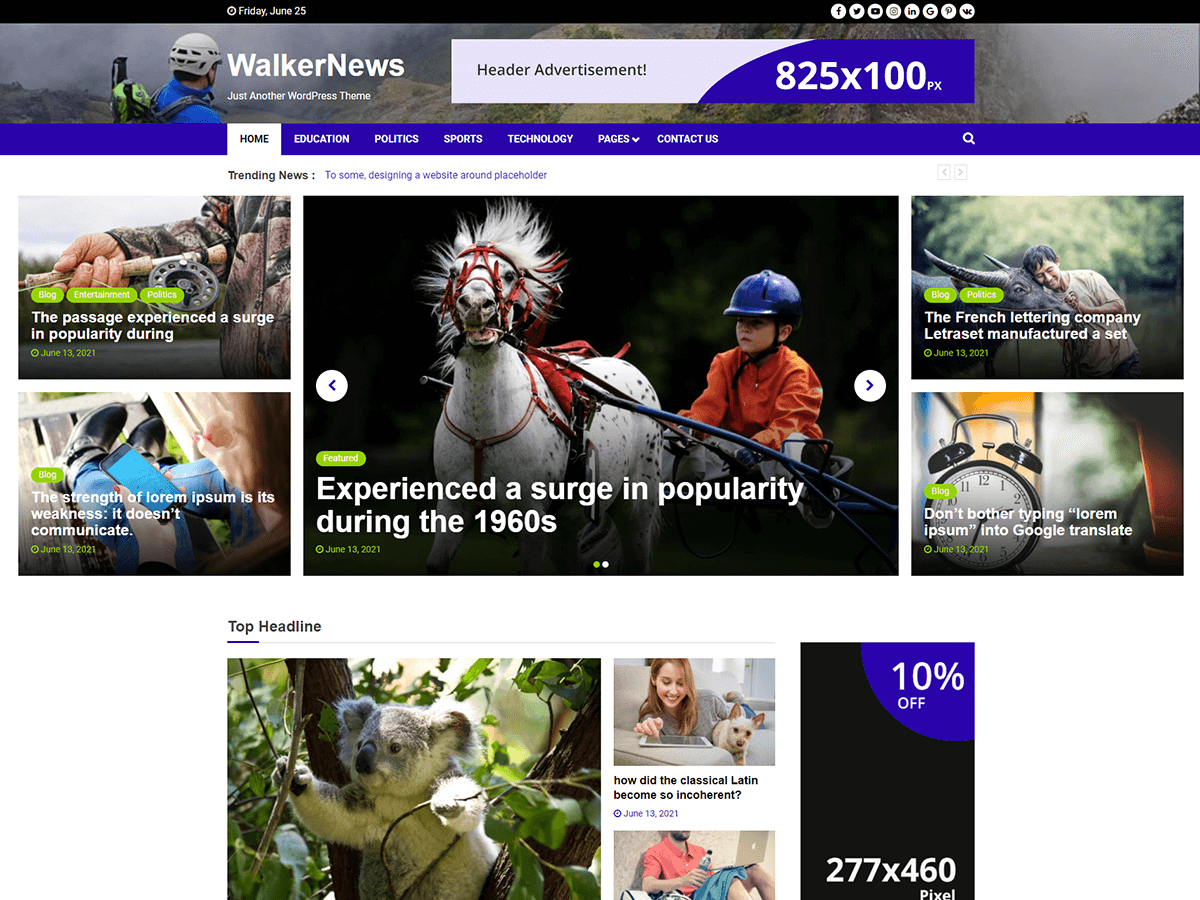 Friday, June 25
WalkerNews
Just Another WordPress Theme
Header Advertisement!
825x100PX
HOME
EDUCATION
POLITICS
SPORTS
TECHNOLOGY
PAGES
CONTACT US
Trending News :
To some, designing a website around placeholder
Blog
Entertainment
Politics
The passage experienced a surge
in popularity during
June 13, 2021
Blog
The strength of lorem ipsum is its
weakness: it doesn’t
communicate.
June 13, 2021
Featured
Experienced a surge in popularity
during the 1960s
June 13, 2021
Blog
Politics
The French lettering company
Letraset manufactured a set
June 13, 2021
12
Blog
Don’t bother typing “lorem
ipsum” into Google translate
June 13, 2021
Top Headline
how did the classical Latin
become so incoherent?
June 13, 2021
10%
OFF
277x460
Pixel